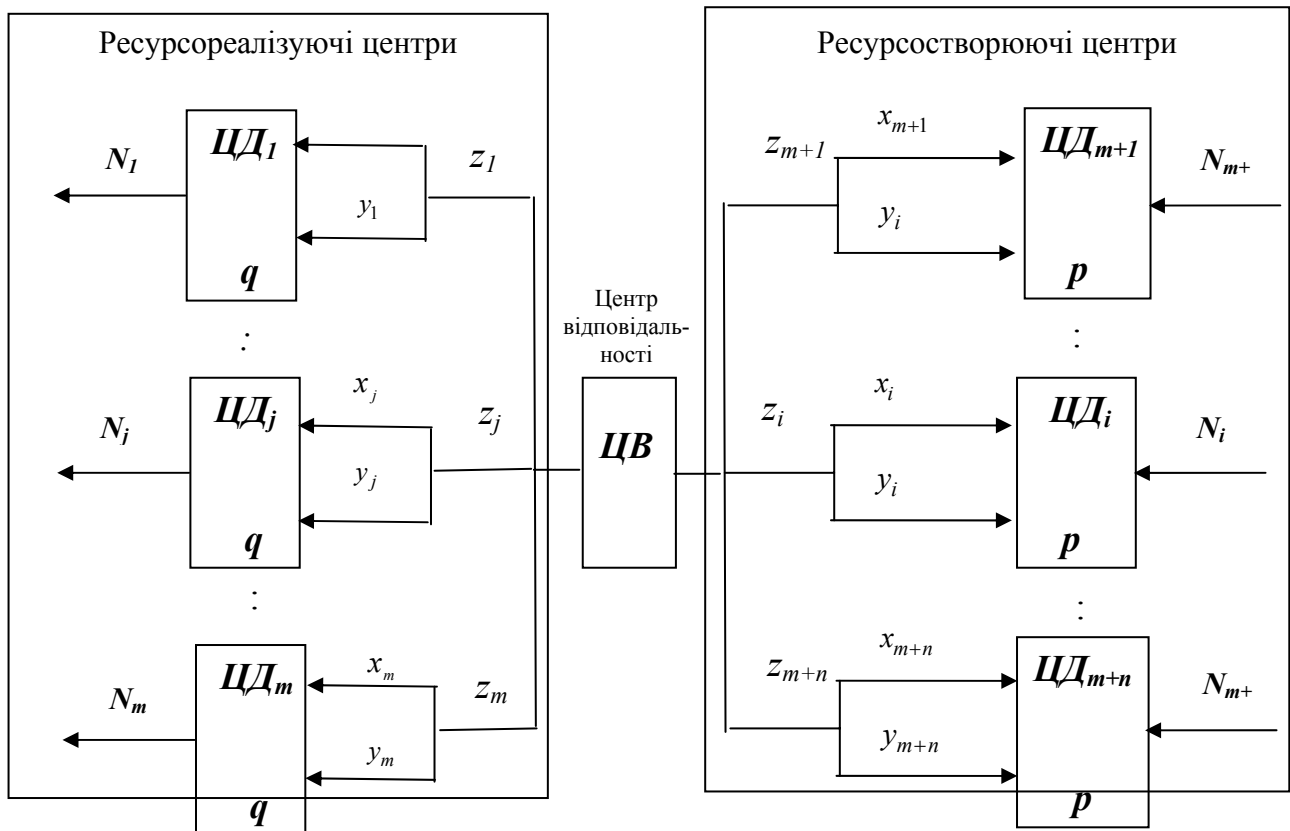 Ресурсореалізуючі центри
ЦД1
N1
z1
y1
q
:
ЦДj
Nj
xj
zj
yj
q
:
ЦДm
Nm
xm
zm
ym
q
Центр
відповідаль-
ності
ЦВ
Ресурсостворюючі центри
xm+1
zm+1
ЦДm+1
Nm+
yi
p
:
xi
zi
ЦДi
Ni
yi
p
:
xm+n
zm+n
ЦДm+n
Nm+
ym+n
p